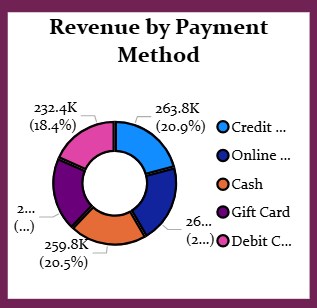 Revenue by Payment
Method
232.4K
(18.4%)
263.8K
(20.9%)
26...
(2...)
259.8K
(20.5%)
2...
(...)
Credit ...
Online ...
Cash
Gift Card
Debit C...